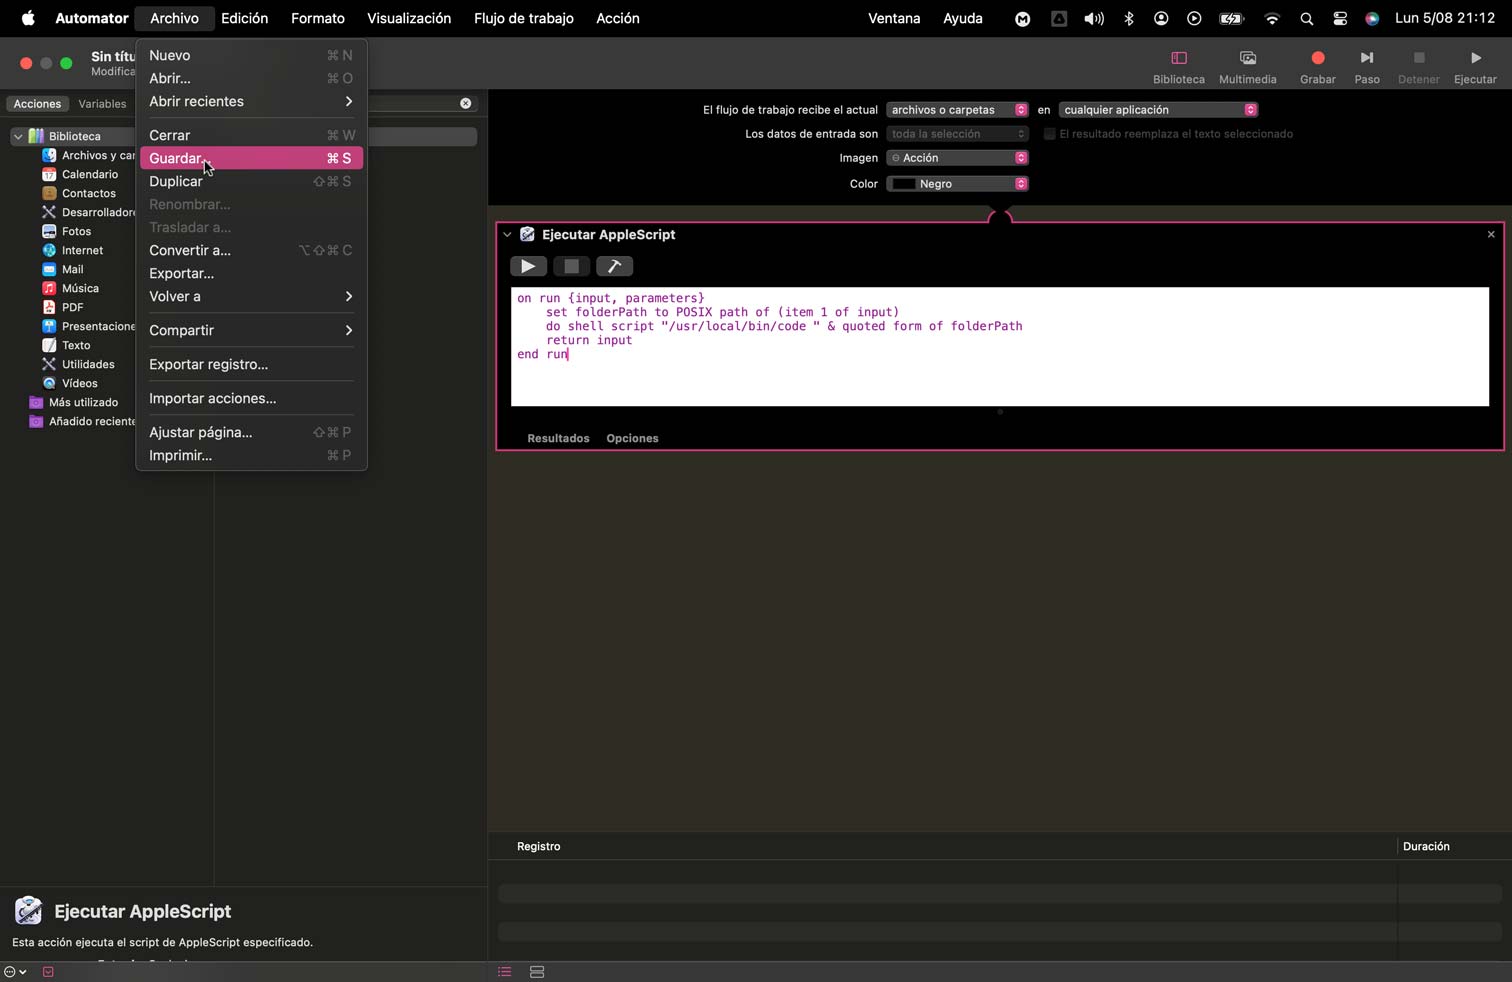 Automator Archivo Edición Formato Visualización Flujo de trabajo Acción Ventana Ayuda Lun 5/08 21:12
Sin títu
Modifica
Biblioteca Multimedia Grabar Paso Detener Ejecutar
Acciones Variables
Biblioteca
Archivos y car
17 Calendario
Contactos
Desarrolladore
Fotos
Internet
Mail
Música
PDF
Presentacione
Texto
Utilidades
Vídeos
Más utilizado
Añadido reciente
Nuevo ⌘ N
Abrir... ⌘ O
Abrir recientes
Cerrar ⌘ W
Guardar... ⌘ S
Duplicar ⇧⌘ S
Renombrar...
Trasladar a...
Convertir a... ⌥⇧⌘ C
Exportar...
Volver a
Compartir
Exportar registro...
Importar acciones...
Ajustar página... ⇧⌘ P
Imprimir... ⌘ P
El flujo de trabajo recibe el actual archivos o carpetas en cualquier aplicación
Los datos de entrada son toda la selección El resultado reemplaza el texto seleccionado
Imagen Acción
Color Negro
Ejecutar AppleScript
on run {input, parameters}
set folderPath to POSIX path of (item 1 of input)
do shell script "/usr/local/bin/code " & quoted form of folderPath
return input
end run
Resultados Opciones
Registro Duración
Ejecutar AppleScript
Esta acción ejecuta el script de AppleScript especificado.